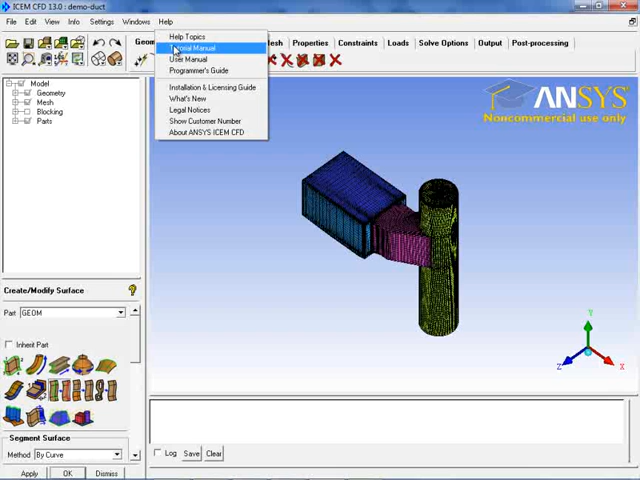 ICEM CFD 13.0 : demo-duct
File Edit View Info Settings Windows Help
Help Topics
Tutorial Manual
User Manual
Programmer's Guide
Installation & Licensing Guide
What's New
Legal Notices
Show Customer Number
About ANSYS ICEM CFD
Mesh Properties Constraints Loads Solve Options Output Post-processing
Model
Geometry
Mesh
Blocking
Parts
ANSYS
Noncommercial use only
Create/Modify Surface
Part GEOM
Inherit Part
Segment Surface
Method By Curve
Apply OK Dismiss
Y
Z
X
Log Save Clear